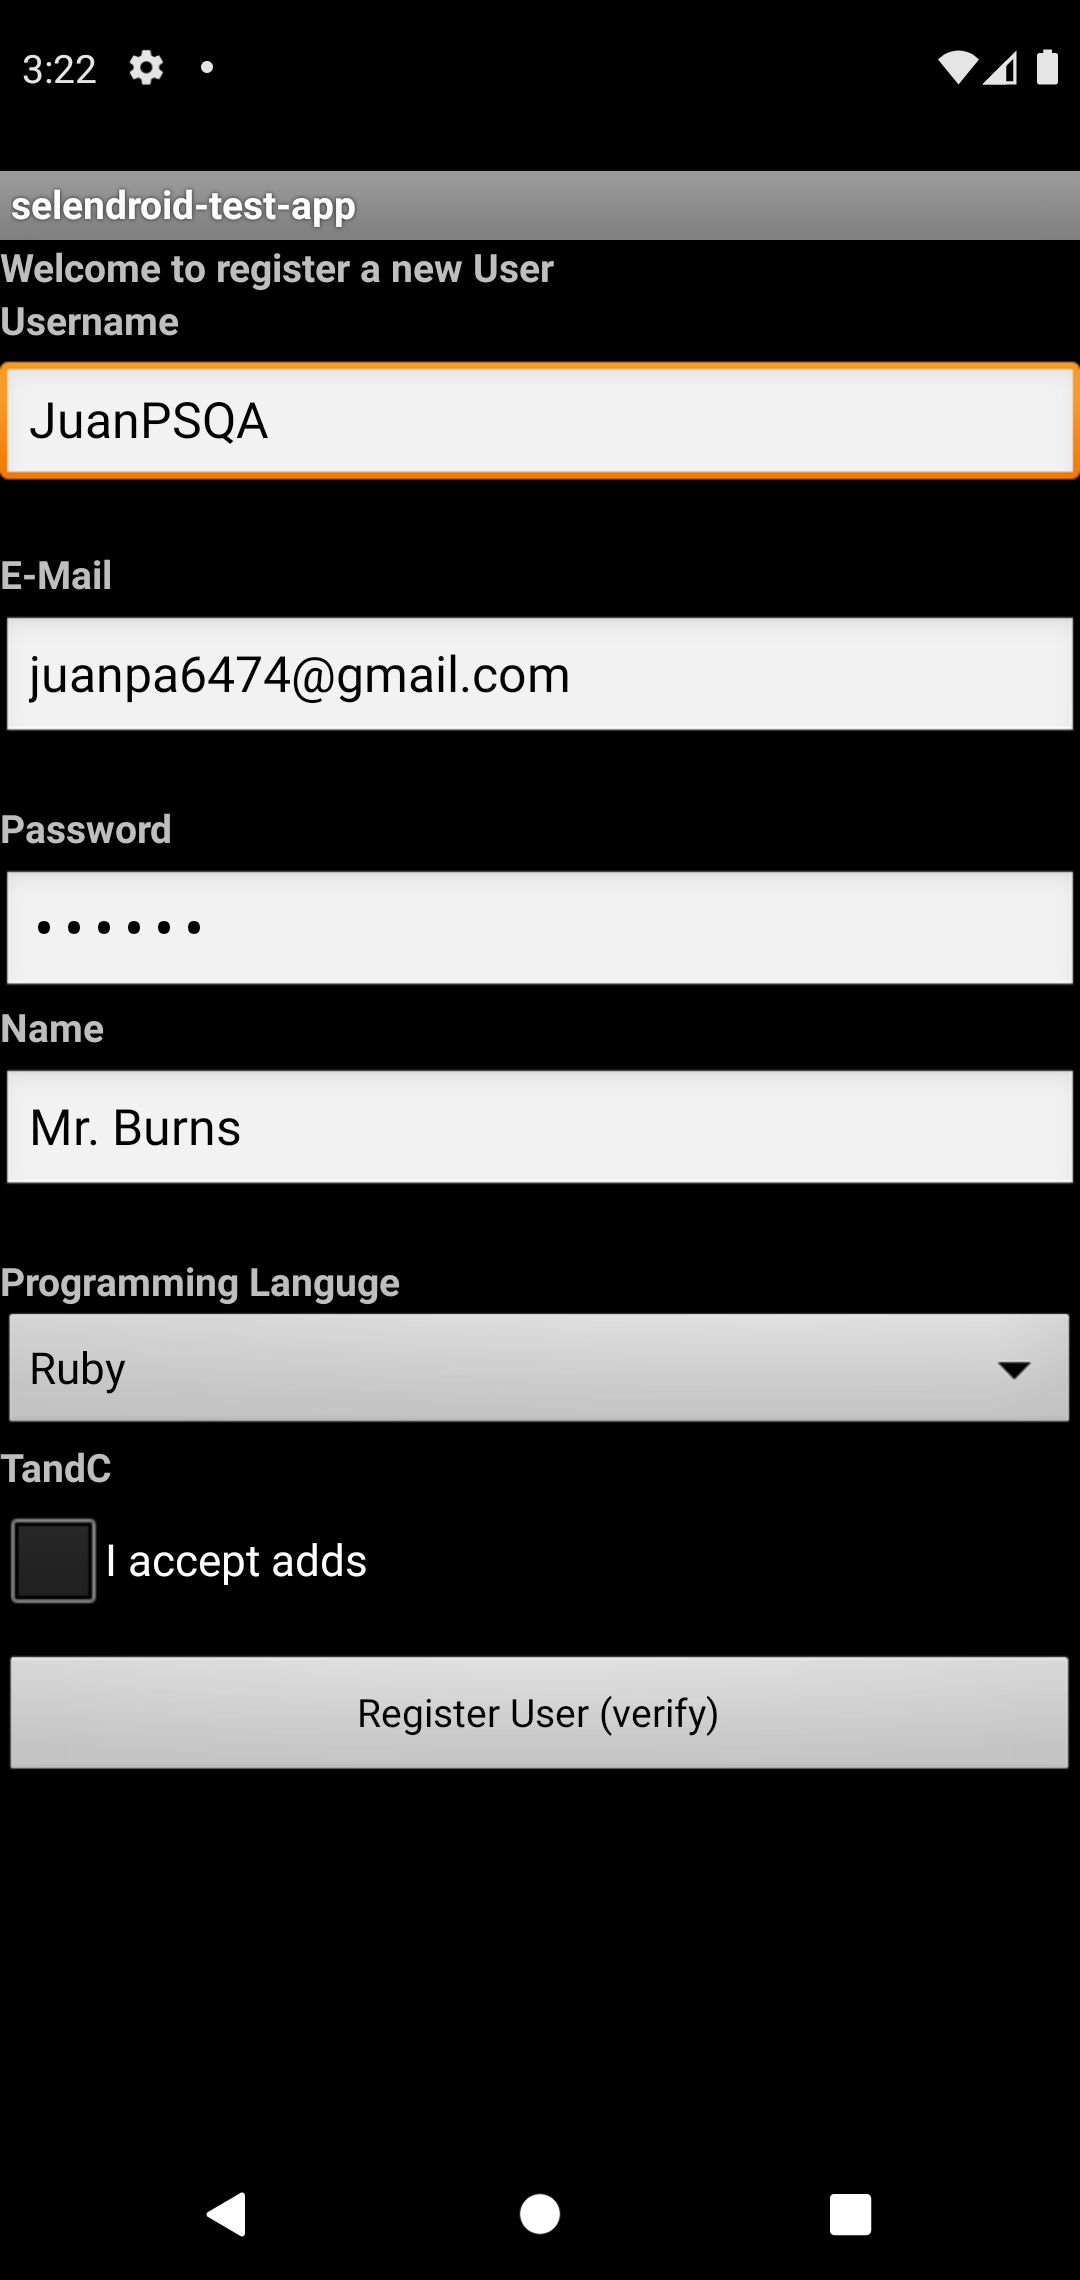 3:22
selendroid-test-app
Welcome to register a new User
Username
JuanPSQA
E-Mail
juanpa6474@gmail.com
Password
••••••
Name
Mr. Burns
Programming Languge
Ruby
TandC
I accept adds
Register User (verify)